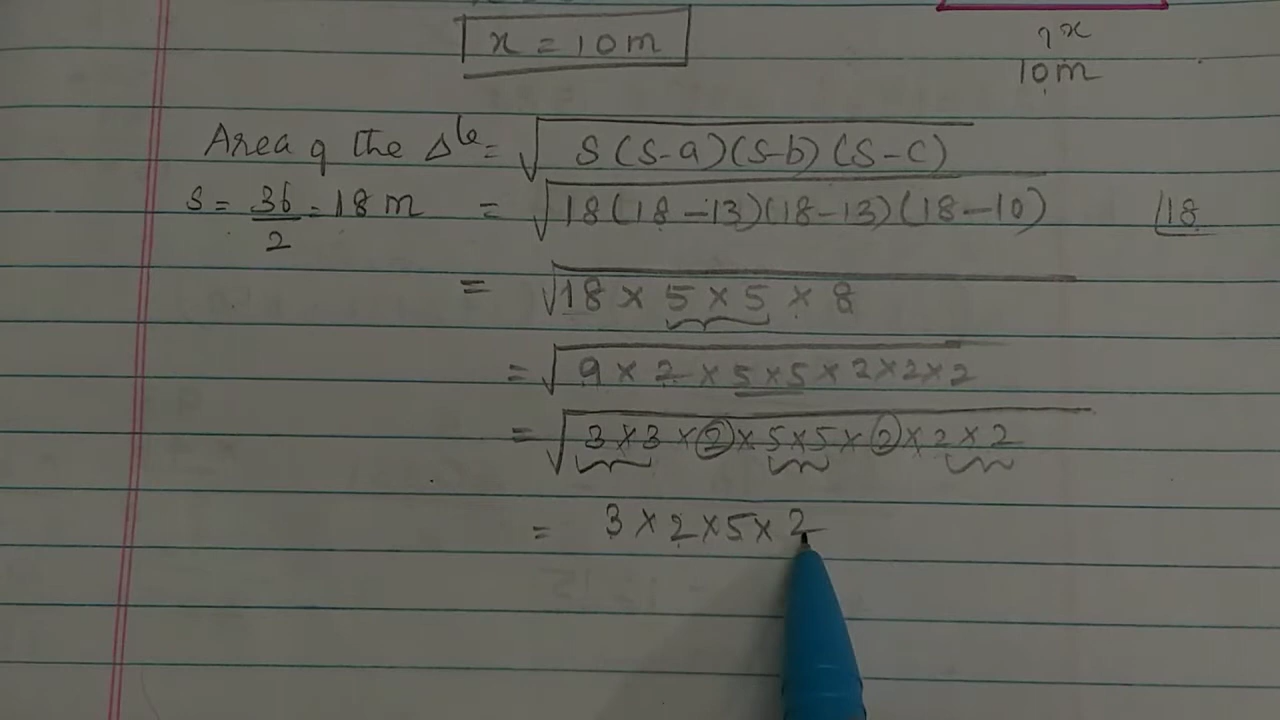 x = 10m
x
10m
Area of the Δle = √s(s-a)(s-b)(s-c)
s = 36/2 = 18 m = √18(18-13)(18-13)(18-10) 18
= √18 × 5 × 5 × 8
= √9 × 2 × 5×5 × 2×2×2
= √3×3×2×5×5×2×2×2
= 3×2×5×2